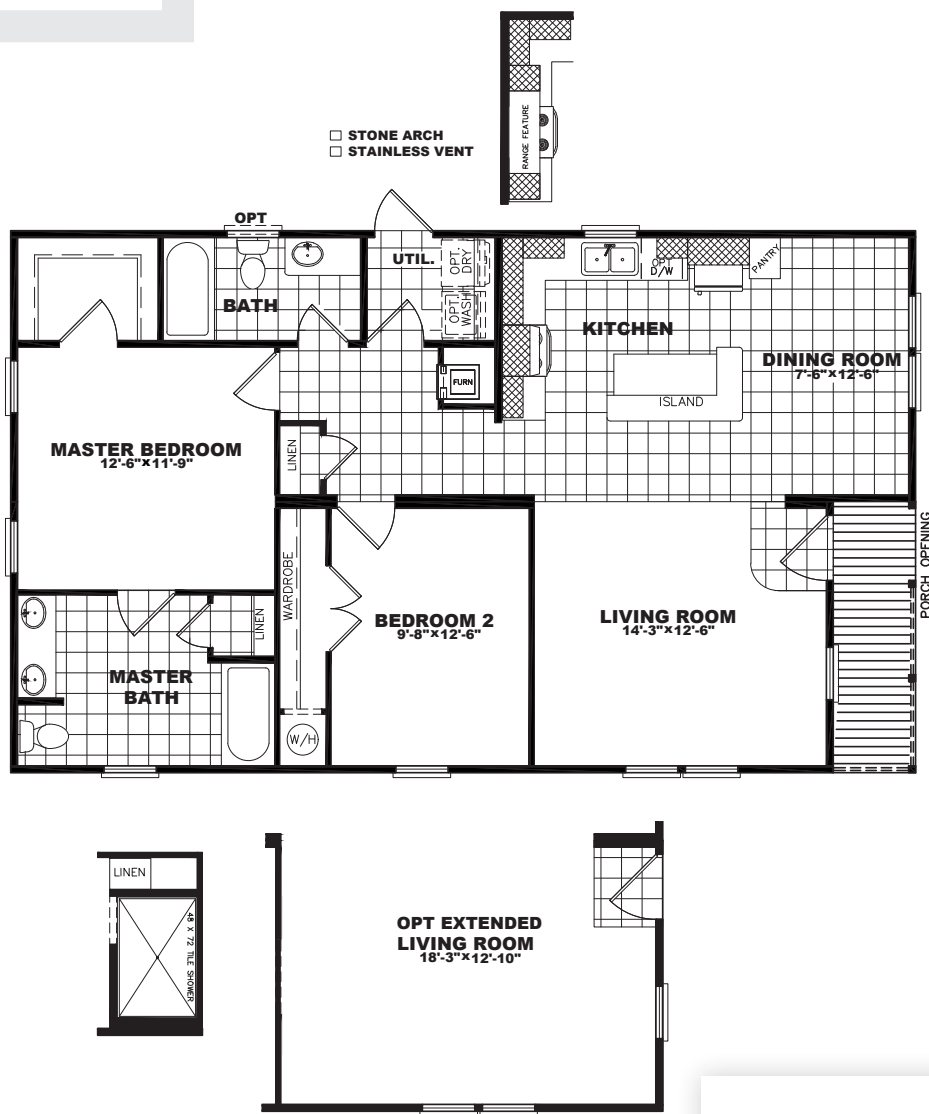 RANGE FEATURE
☐ STONE ARCH
☐ STAINLESS VENT
OPT
BATH
UTIL.
OPT. DRY
OPT. WASH
OPT
D/W
PANTRY
KITCHEN
DINING ROOM
7'-6"x12'-6"
ISLAND
FURN
MASTER BEDROOM
12'-6"x11'-9"
LINEN
PORCH OPENING
WARDROBE
BEDROOM 2
9'-8"x12'-6"
LIVING ROOM
14'-3"x12'-6"
LINEN
MASTER
BATH
W/H
LINEN
48 X 72 TILE SHOWER
OPT EXTENDED
LIVING ROOM
18'-3"x12'-10"